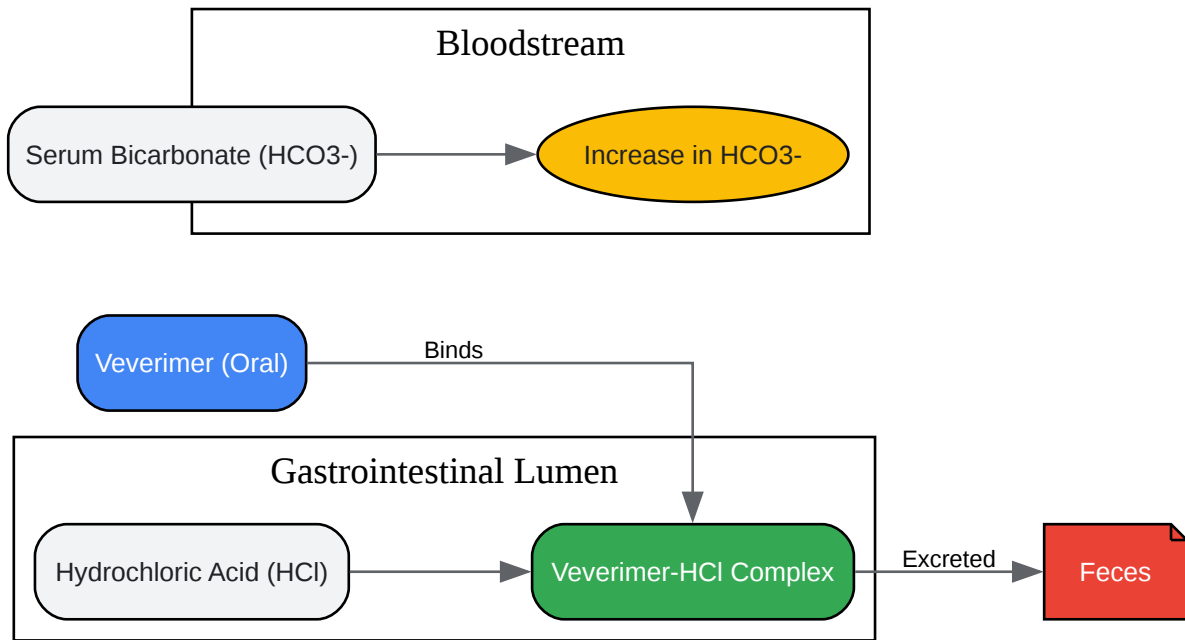 Bloodstream
Serum Bicarbonate (HCO3-)
Increase in HCO3-
Veverimer (Oral)
Binds
Gastrointestinal Lumen
Hydrochloric Acid (HCl)
Veverimer-HCl Complex
Excreted
Feces